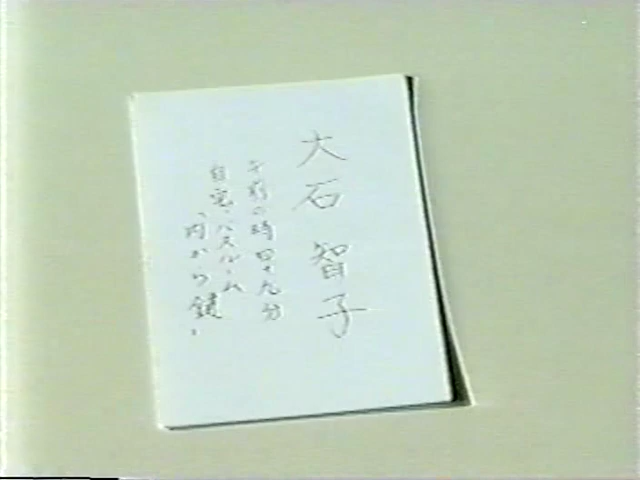 大石 智子
午前〇時四十九分
自宅・バスルーム
(内から鍵)